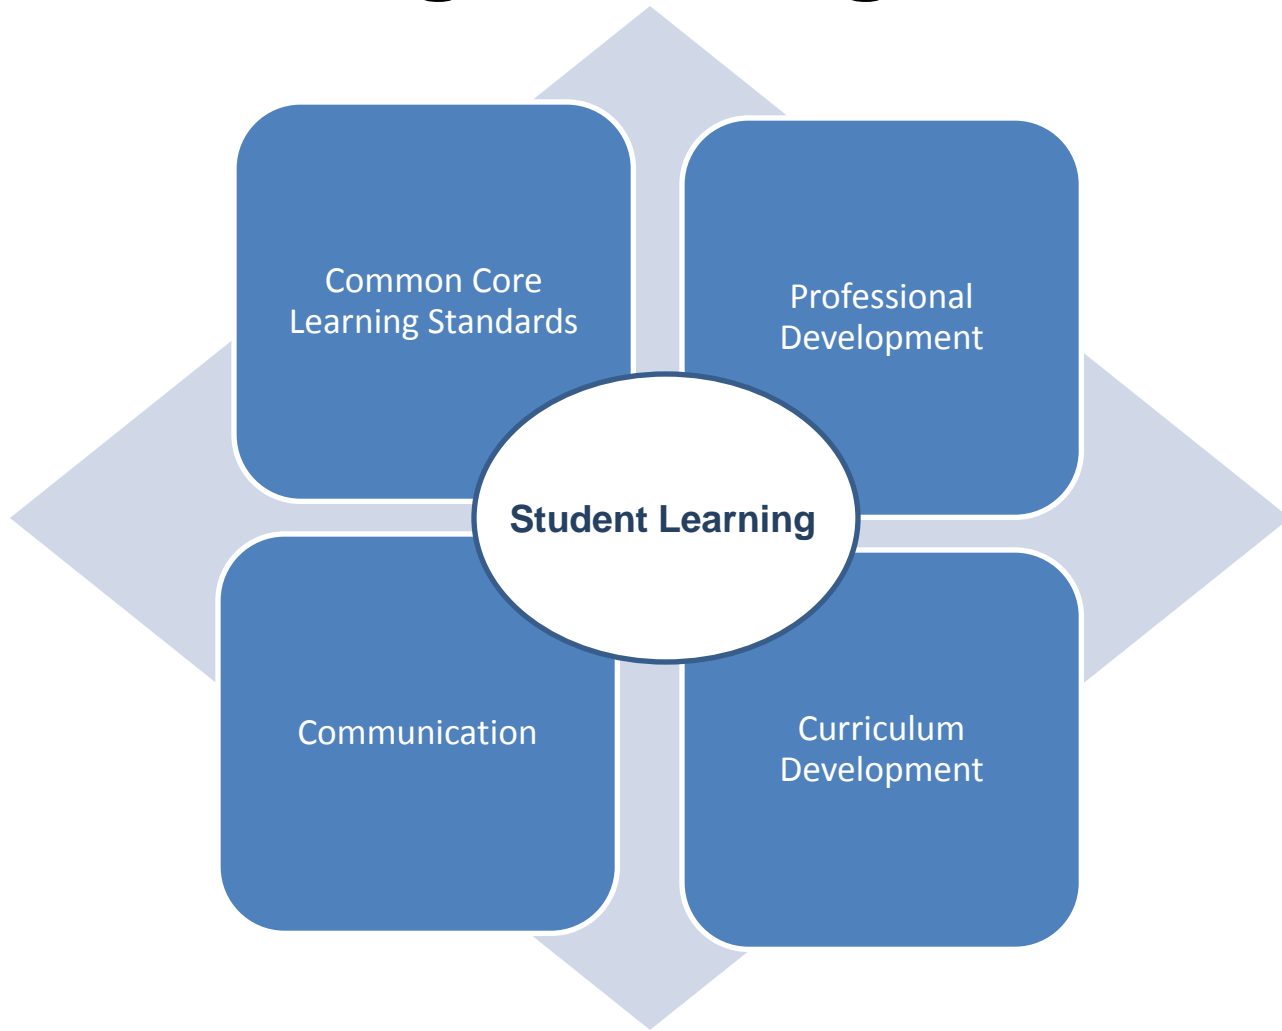 Common Core
Learning Standards
Professional
Development
Student Learning
Communication
Curriculum
Development